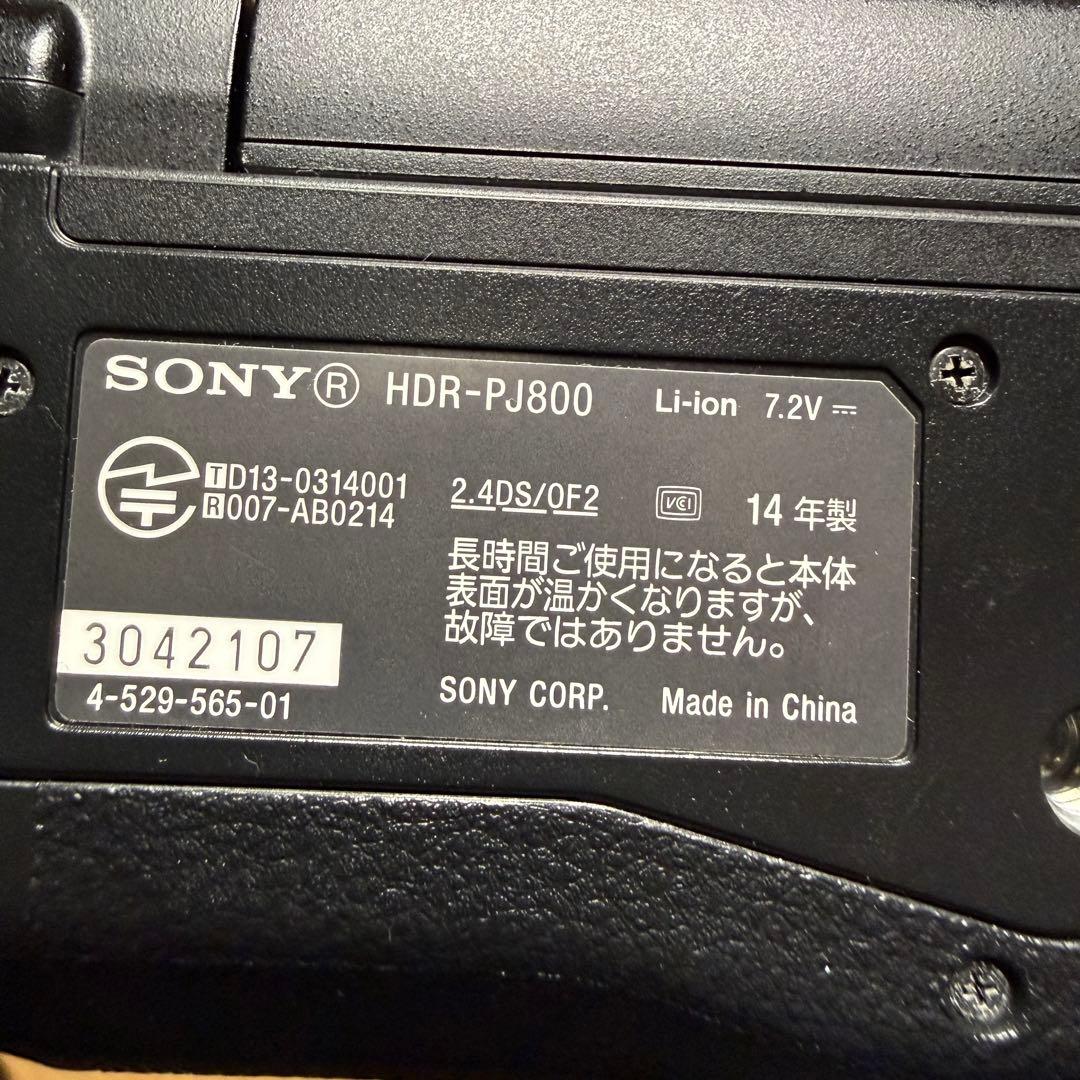 SONY® HDR-PJ800 Li-ion 7.2V ⎓
T D13-0314001
R 007-AB0214
2.4DS/OF2
VCI
14 年製
長時間ご使用になると本体
表面が温かくなりますが、
故障ではありません。
3042107
4-529-565-01
SONY CORP. Made in China